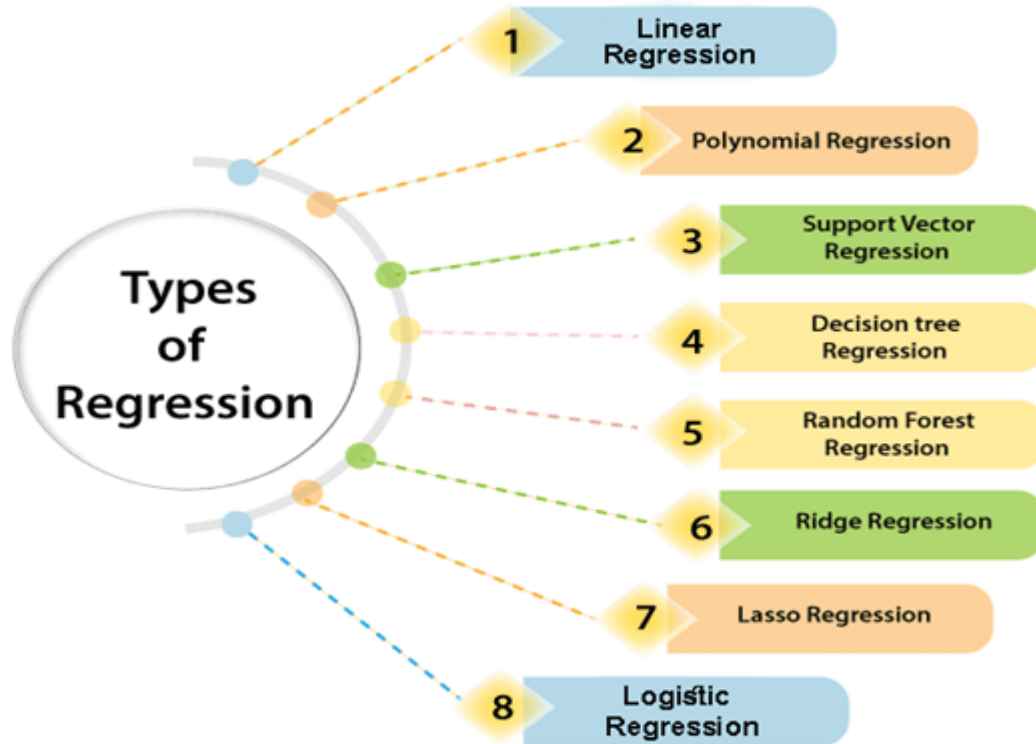 Types
of
Regression
1
Linear
Regression
2
Polynomial Regression
3
Support Vector
Regression
4
Decision tree
Regression
5
Random Forest
Regression
6
Ridge Regression
7
Lasso Regression
8
Logistic
Regression